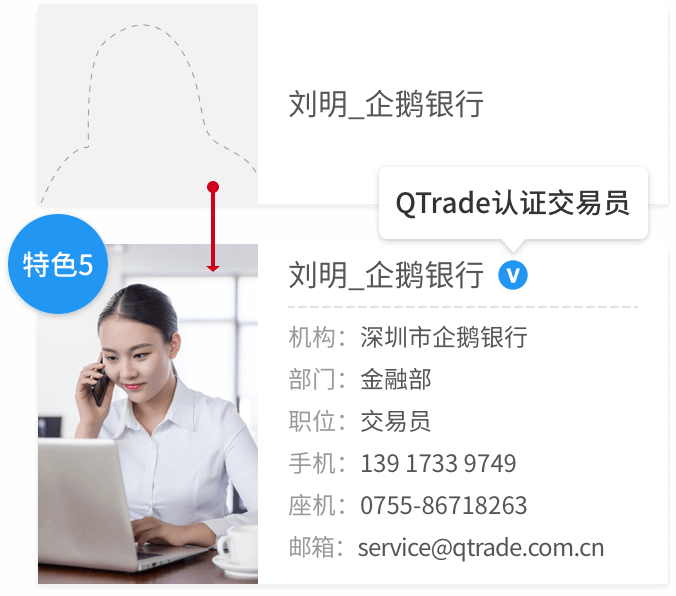 刘明_企鹅银行
QTrade认证交易员
特色5
刘明_企鹅银行 V
机构：深圳市企鹅银行
部门：金融部
职位：交易员
手机：139 1733 9749
座机：0755-86718263
邮箱：service@qtrade.com.cn